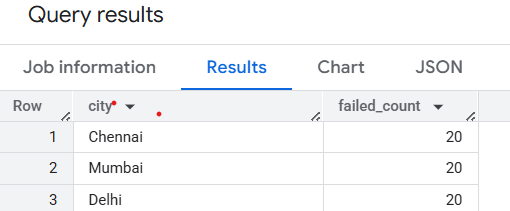 Query results
Job information Results Chart JSON
Row city failed_count
1 Chennai 20
2 Mumbai 20
3 Delhi 20